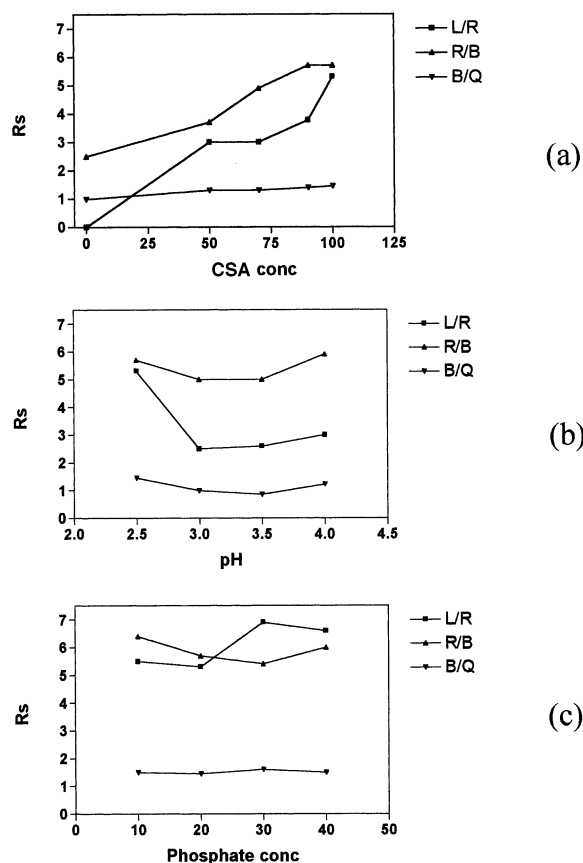 L/R
R/B
B/Q
7
6
5
4
3
2
1
0
Rs
0 25 50 75 100 125
CSA conc
(a)
L/R
R/B
B/Q
7
6
5
4
3
2
1
0
Rs
2.0 2.5 3.0 3.5 4.0 4.5
pH
(b)
L/R
R/B
B/Q
7
6
5
4
3
2
1
0
Rs
0 10 20 30 40 50
Phosphate conc
(c)